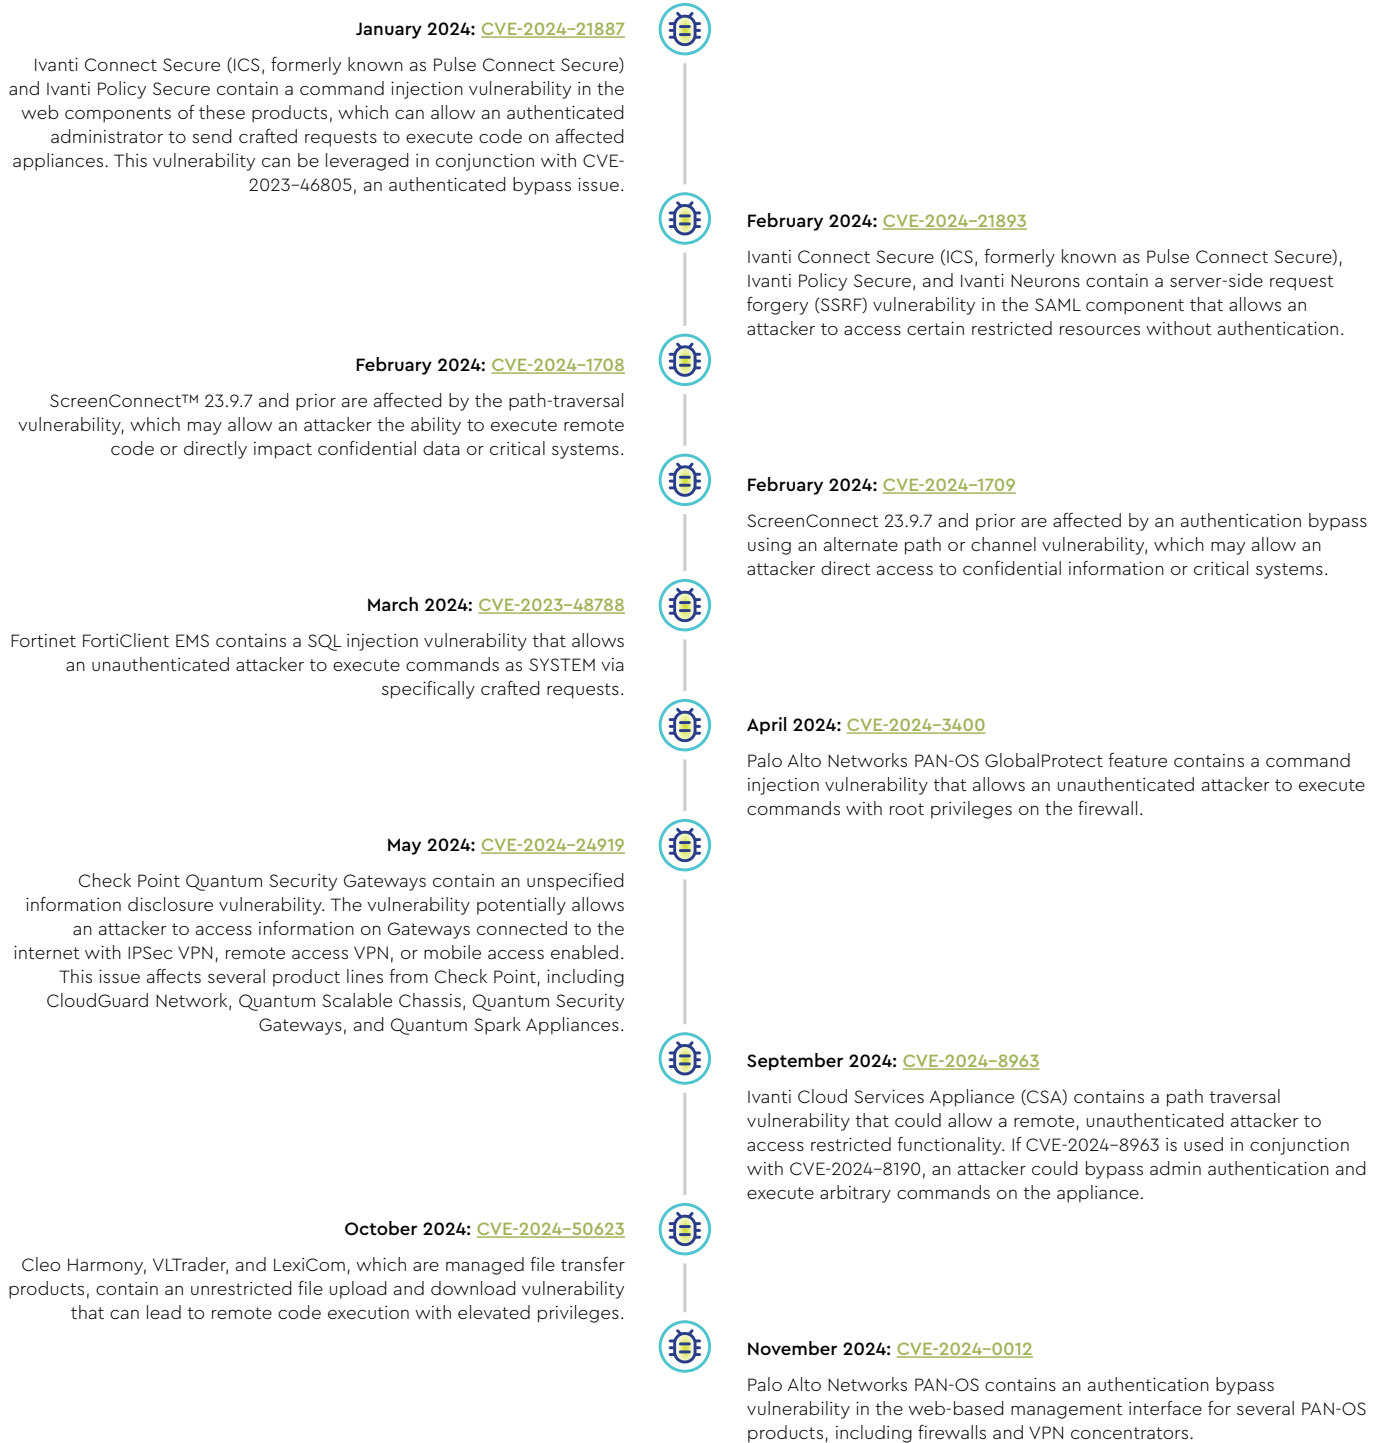 January 2024: CVE-2024-21887
Ivanti Connect Secure (ICS, formerly known as Pulse Connect Secure)
and Ivanti Policy Secure contain a command injection vulnerability in the
web components of these products, which can allow an authenticated
administrator to send crafted requests to execute code on affected
appliances. This vulnerability can be leveraged in conjunction with CVE-
2023-46805, an authenticated bypass issue.
February 2024: CVE-2024-21893
Ivanti Connect Secure (ICS, formerly known as Pulse Connect Secure),
Ivanti Policy Secure, and Ivanti Neurons contain a server-side request
forgery (SSRF) vulnerability in the SAML component that allows an
attacker to access certain restricted resources without authentication.
February 2024: CVE-2024-1708
ScreenConnect™ 23.9.7 and prior are affected by the path-traversal
vulnerability, which may allow an attacker the ability to execute remote
code or directly impact confidential data or critical systems.
February 2024: CVE-2024-1709
ScreenConnect 23.9.7 and prior are affected by an authentication bypass
using an alternate path or channel vulnerability, which may allow an
attacker direct access to confidential information or critical systems.
March 2024: CVE-2023-48788
Fortinet FortiClient EMS contains a SQL injection vulnerability that allows
an unauthenticated attacker to execute commands as SYSTEM via
specifically crafted requests.
April 2024: CVE-2024-3400
Palo Alto Networks PAN-OS GlobalProtect feature contains a command
injection vulnerability that allows an unauthenticated attacker to execute
commands with root privileges on the firewall.
May 2024: CVE-2024-24919
Check Point Quantum Security Gateways contain an unspecified
information disclosure vulnerability. The vulnerability potentially allows
an attacker to access information on Gateways connected to the
internet with IPSec VPN, remote access VPN, or mobile access enabled.
This issue affects several product lines from Check Point, including
CloudGuard Network, Quantum Scalable Chassis, Quantum Security
Gateways, and Quantum Spark Appliances.
September 2024: CVE-2024-8963
Ivanti Cloud Services Appliance (CSA) contains a path traversal
vulnerability that could allow a remote, unauthenticated attacker to
access restricted functionality. If CVE-2024-8963 is used in conjunction
with CVE-2024-8190, an attacker could bypass admin authentication and
execute arbitrary commands on the appliance.
October 2024: CVE-2024-50623
Cleo Harmony, VLTrader, and LexiCom, which are managed file transfer
products, contain an unrestricted file upload and download vulnerability
that can lead to remote code execution with elevated privileges.
November 2024: CVE-2024-0012
Palo Alto Networks PAN-OS contains an authentication bypass
vulnerability in the web-based management interface for several PAN-OS
products, including firewalls and VPN concentrators.